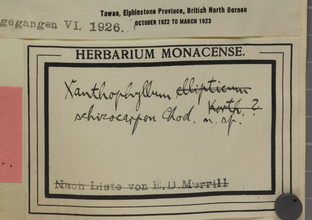 Tawao, Elphinstone Province, British North Borneo
OCTOBER 1922 TO MARCH 1923
gegangen VI. 1926.
HERBARIUM MONACENSE.
Xanthophyllum ellipticum
Korth. ?
schizocarpon Chod. n. sp.
Nach Liste von E.D. Merrill